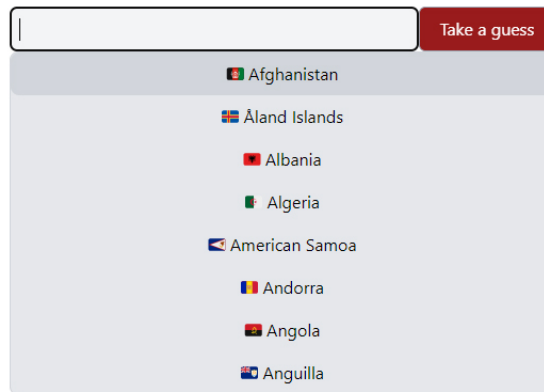 Take a guess
Afghanistan
Åland Islands
Albania
Algeria
American Samoa
Andorra
Angola
Anguilla